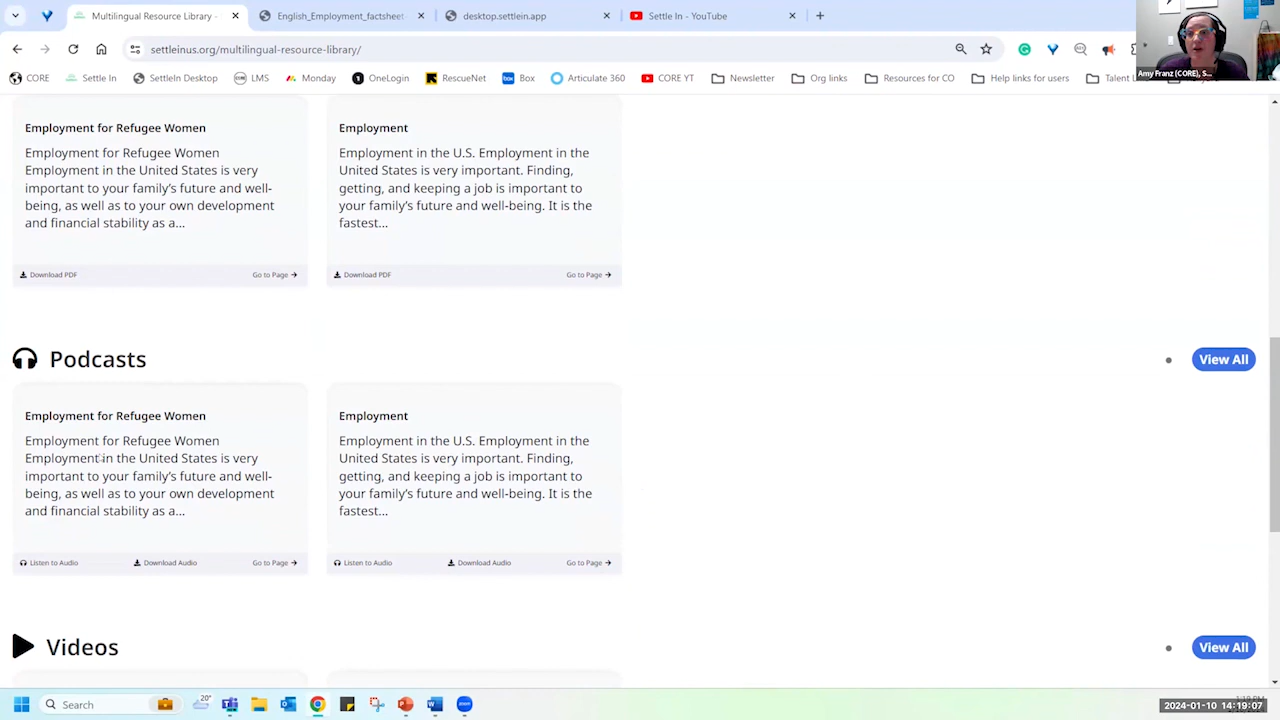 Multilingual Resource Library -
English_Employment_factsheet
desktop.settlein.app
Settle In - YouTube
settleinus.org/multilingual-resource-library/
CORE
Settle In
SettleIn Desktop
LMS
Monday
OneLogin
RescueNet
Box
Articulate 360
CORE YT
Newsletter
Org links
Resources for CO
Help links for users
Talent L
Amy Franz (CORE), S...
Employment for Refugee Women
Employment for Refugee Women
Employment in the United States is very
important to your family's future and well-
being, as well as to your own development
and financial stability as a...
Download PDF
Go to Page →
Employment
Employment in the U.S. Employment in the
United States is very important. Finding,
getting, and keeping a job is important to
your family's future and well-being. It is the
fastest...
Download PDF
Go to Page →
Podcasts
View All
Employment for Refugee Women
Employment for Refugee Women
Employment in the United States is very
important to your family's future and well-
being, as well as to your own development
and financial stability as a...
Listen to Audio
Download Audio
Go to Page →
Employment
Employment in the U.S. Employment in the
United States is very important. Finding,
getting, and keeping a job is important to
your family's future and well-being. It is the
fastest...
Listen to Audio
Download Audio
Go to Page →
Videos
View All
Search
20°
2024-01-10 14:19:07